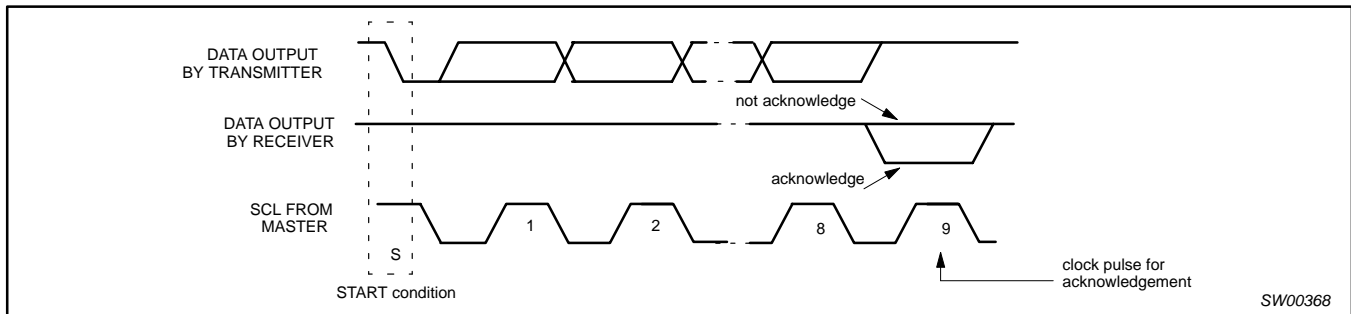 DATA OUTPUT
BY TRANSMITTER
not acknowledge
DATA OUTPUT
BY RECEIVER
acknowledge
SCL FROM
MASTER
1
2
8
9
S
clock pulse for
acknowledgement
START condition
SW00368